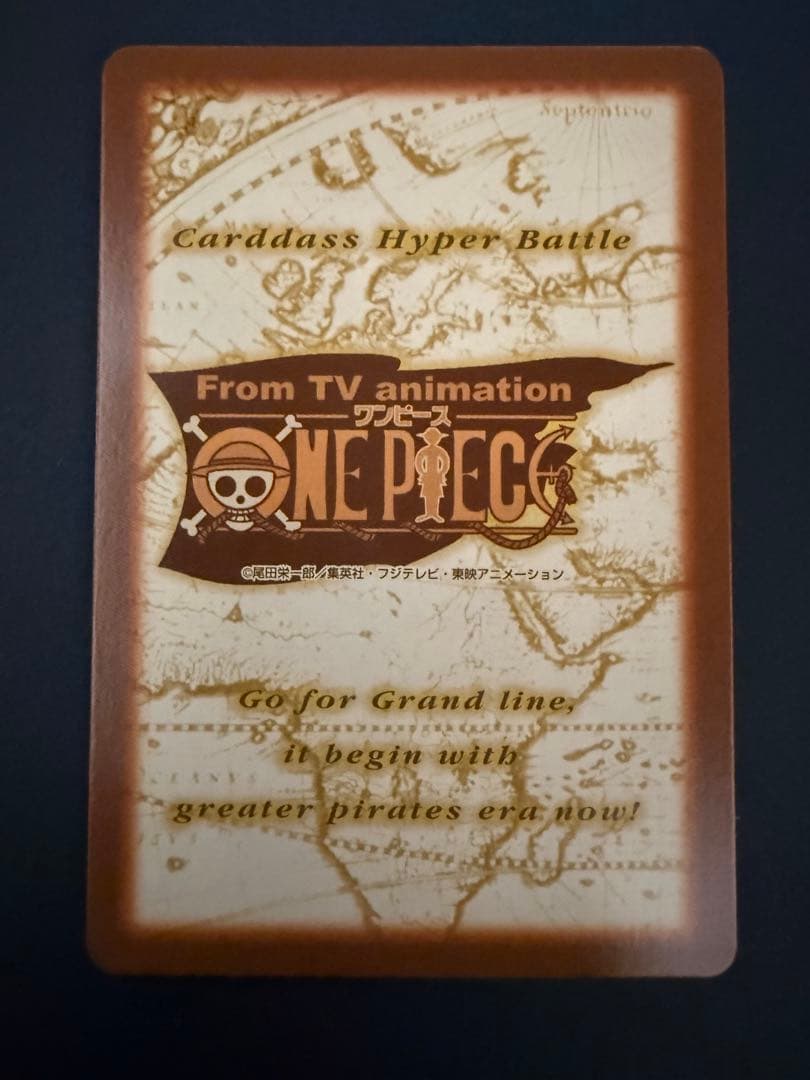 Septentrio
Carddass Hyper Battle
From TV animation
ワンピース
ONE PIECE
©尾田栄一郎／集英社・フジテレビ・東映アニメーション
Go for Grand line,
it begin with
greater pirates era now!